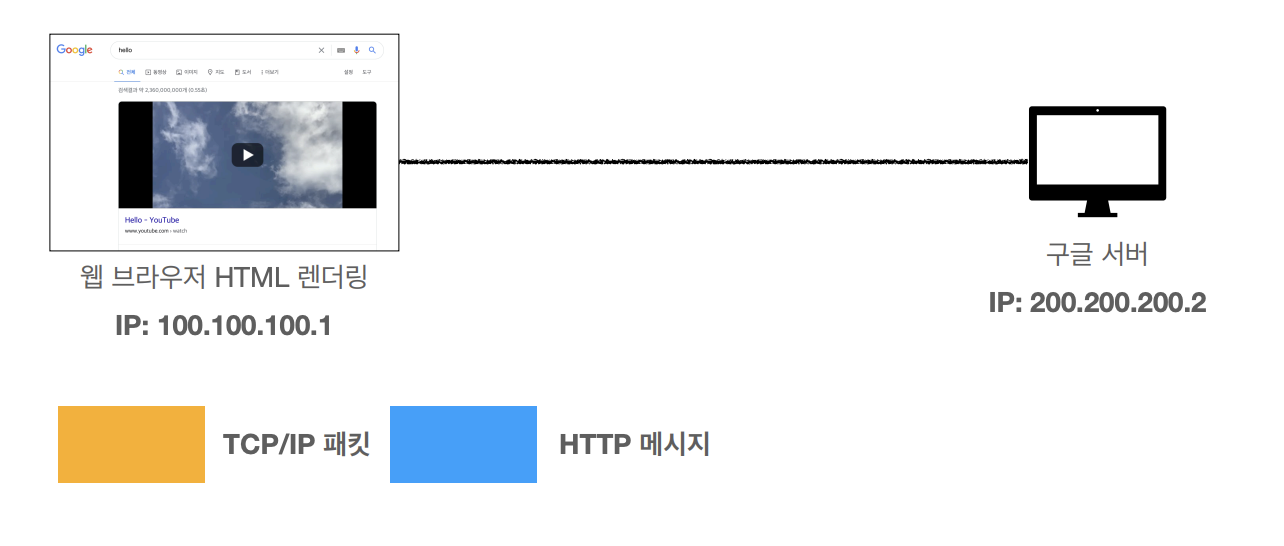 Google
hello
전체 동영상 이미지 지도 도서 더보기 설정 도구
검색결과 약 2,360,000,000개 (0.55초)
Hello - YouTube
www.youtube.com › watch
웹 브라우저 HTML 렌더링
IP: 100.100.100.1
구글 서버
IP: 200.200.200.2
TCP/IP 패킷
HTTP 메시지